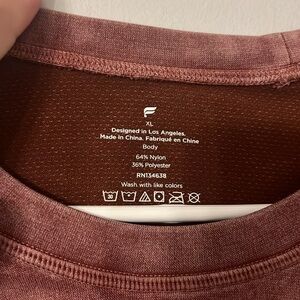 XL
Designed in Los Angeles.
Made in China. Fabriqué en Chine
Body
64% Nylon
36% Polyester
RN134638
Wash with like colors